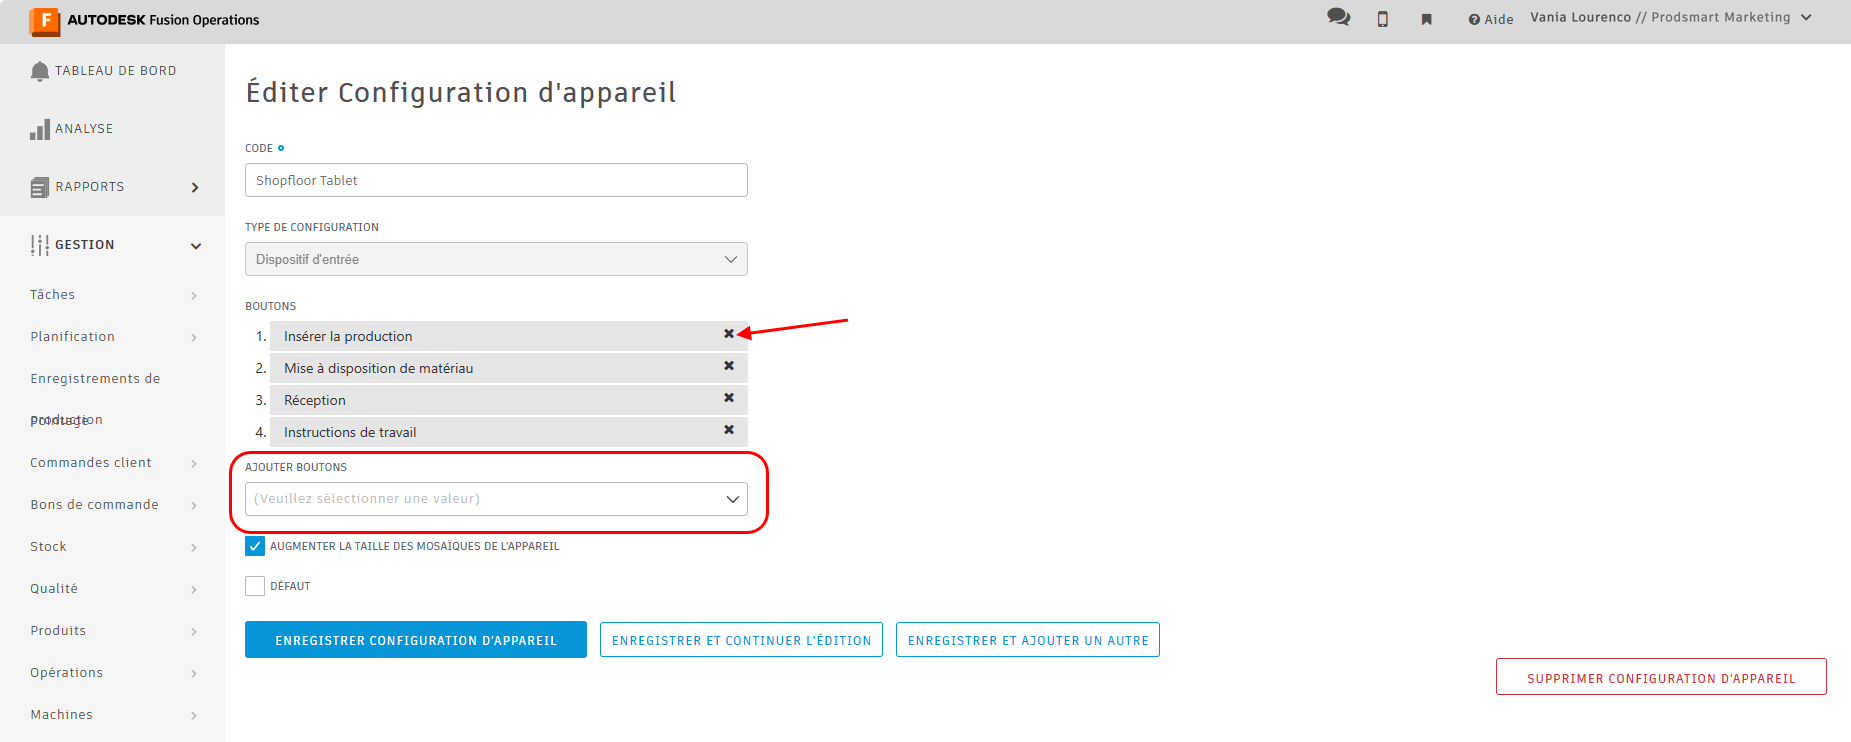 AUTODESK Fusion Operations
Aide
Vania Lourenco // Prodsmart Marketing
TABLEAU DE BORD
ANALYSE
RAPPORTS
GESTION
Tâches
Planification
Enregistrements de
production
Pointage
Commandes client
Bons de commande
Stock
Qualité
Produits
Opérations
Machines
Éditer Configuration d'appareil
CODE
Shopfloor Tablet
TYPE DE CONFIGURATION
Dispositif d'entrée
BOUTONS
1. Insérer la production
2. Mise à disposition de matériau
3. Réception
4. Instructions de travail
AJOUTER BOUTONS
(Veuillez sélectionner une valeur)
AUGMENTER LA TAILLE DES MOSAÏQUES DE L'APPAREIL
DÉFAUT
ENREGISTRER CONFIGURATION D'APPAREIL
ENREGISTRER ET CONTINUER L'ÉDITION
ENREGISTRER ET AJOUTER UN AUTRE
SUPPRIMER CONFIGURATION D'APPAREIL